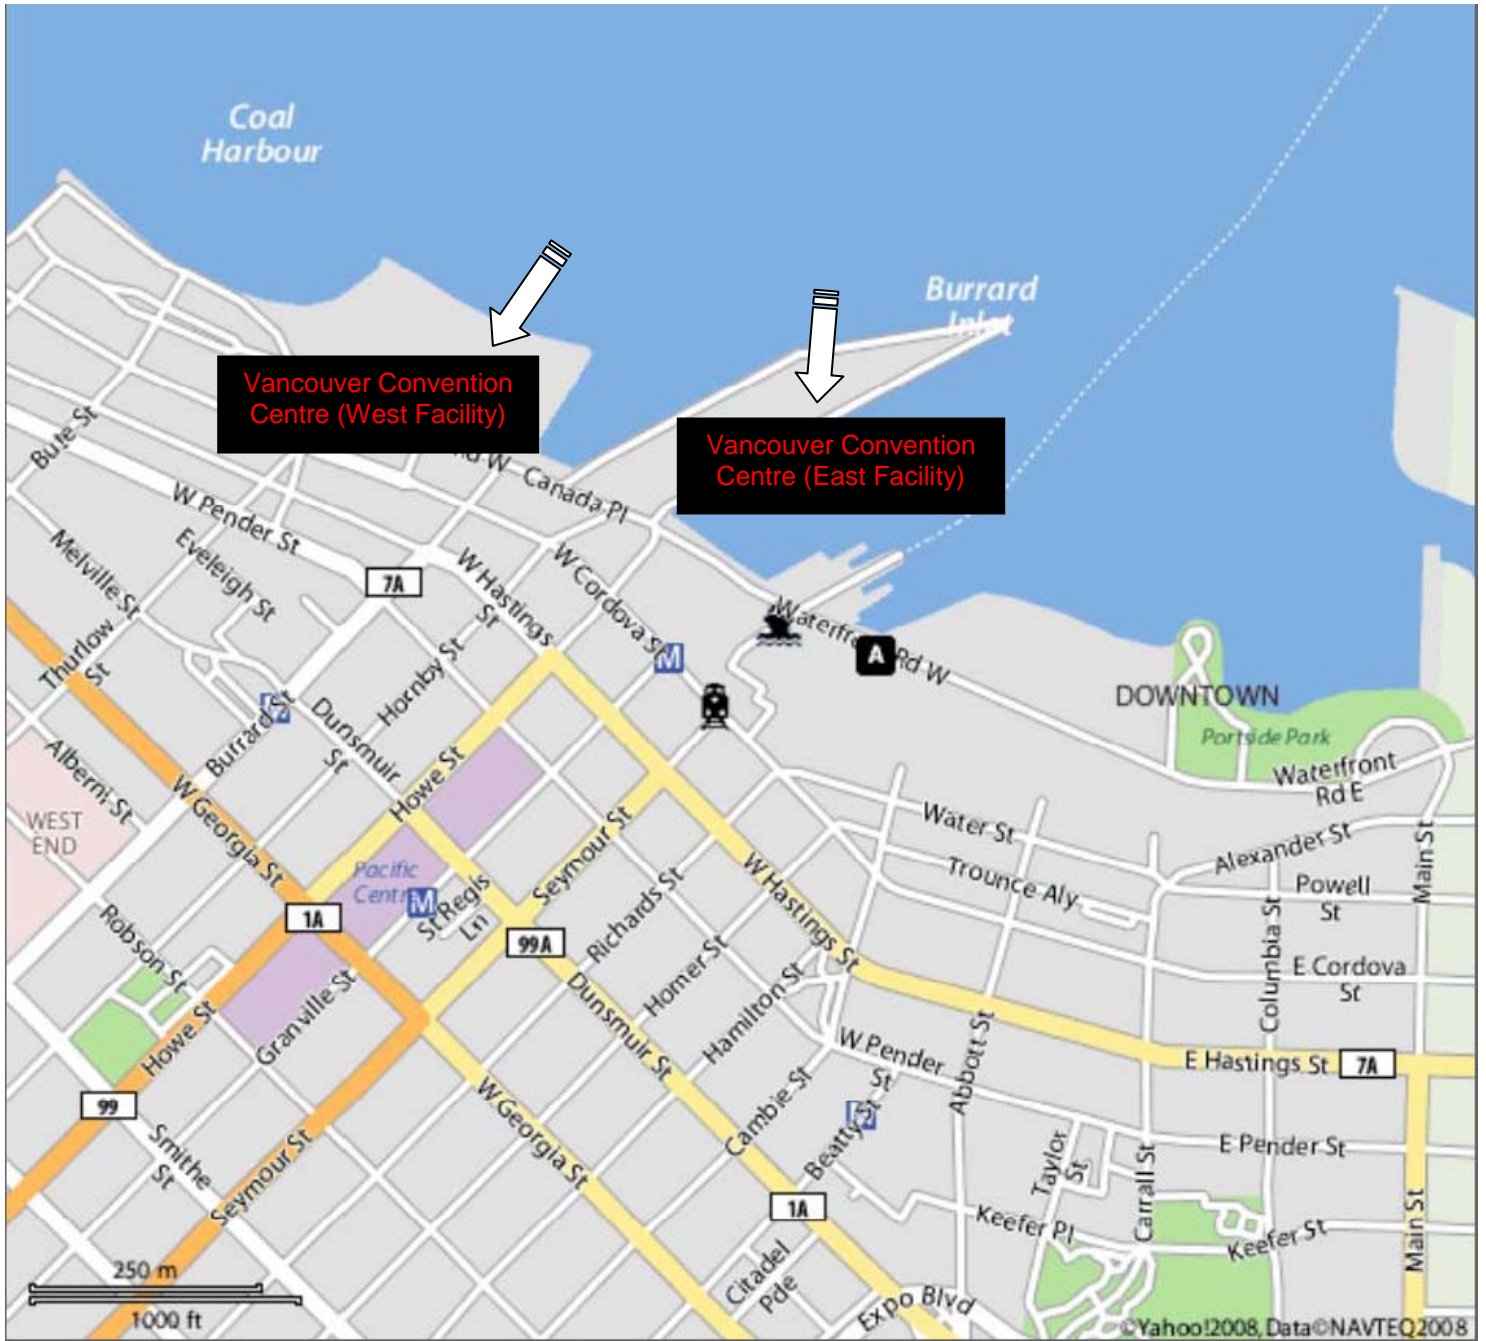 Coal
Harbour
Burrard
Inlet
Vancouver Convention
Centre (West Facility)
Vancouver Convention
Centre (East Facility)
Bute St
W
Canada Pl
W Pender St
Eveleigh St
Melville St
7A
W Hastings
St
W Cordova St
M
Waterfr
Rd W
A
Thurlow
St
Hornby St
Burrard St
Dunsmuir
St
DOWNTOWN
Portside Park
Waterfront
Rd E
Alberni St
WEST
END
W Georgia St
Howe St
Pacific
Centr
M
St Regis
Ln
Seymour St
Water St
Trounce Aly
Alexander St
Powell
St
Main St
W Hastings St
1A
99A
Robson St
Richards St
Homer St
Hamilton St
Columbia St
E Cordova
St
Howe St
Granville St
Dunsmuir St
W Pender
St
Abbott St
E Hastings St
7A
99
Smithe
St
Seymour St
W Georgia St
Cambie St
Beatty St
Taylor
St
Carrall St
E Pender St
1A
Keefer Pl
Keefer St
Main St
Citadel
Pde
Expo Blvd
250 m
1000 ft
©Yahoo!2008, Data©NAVTEQ2008